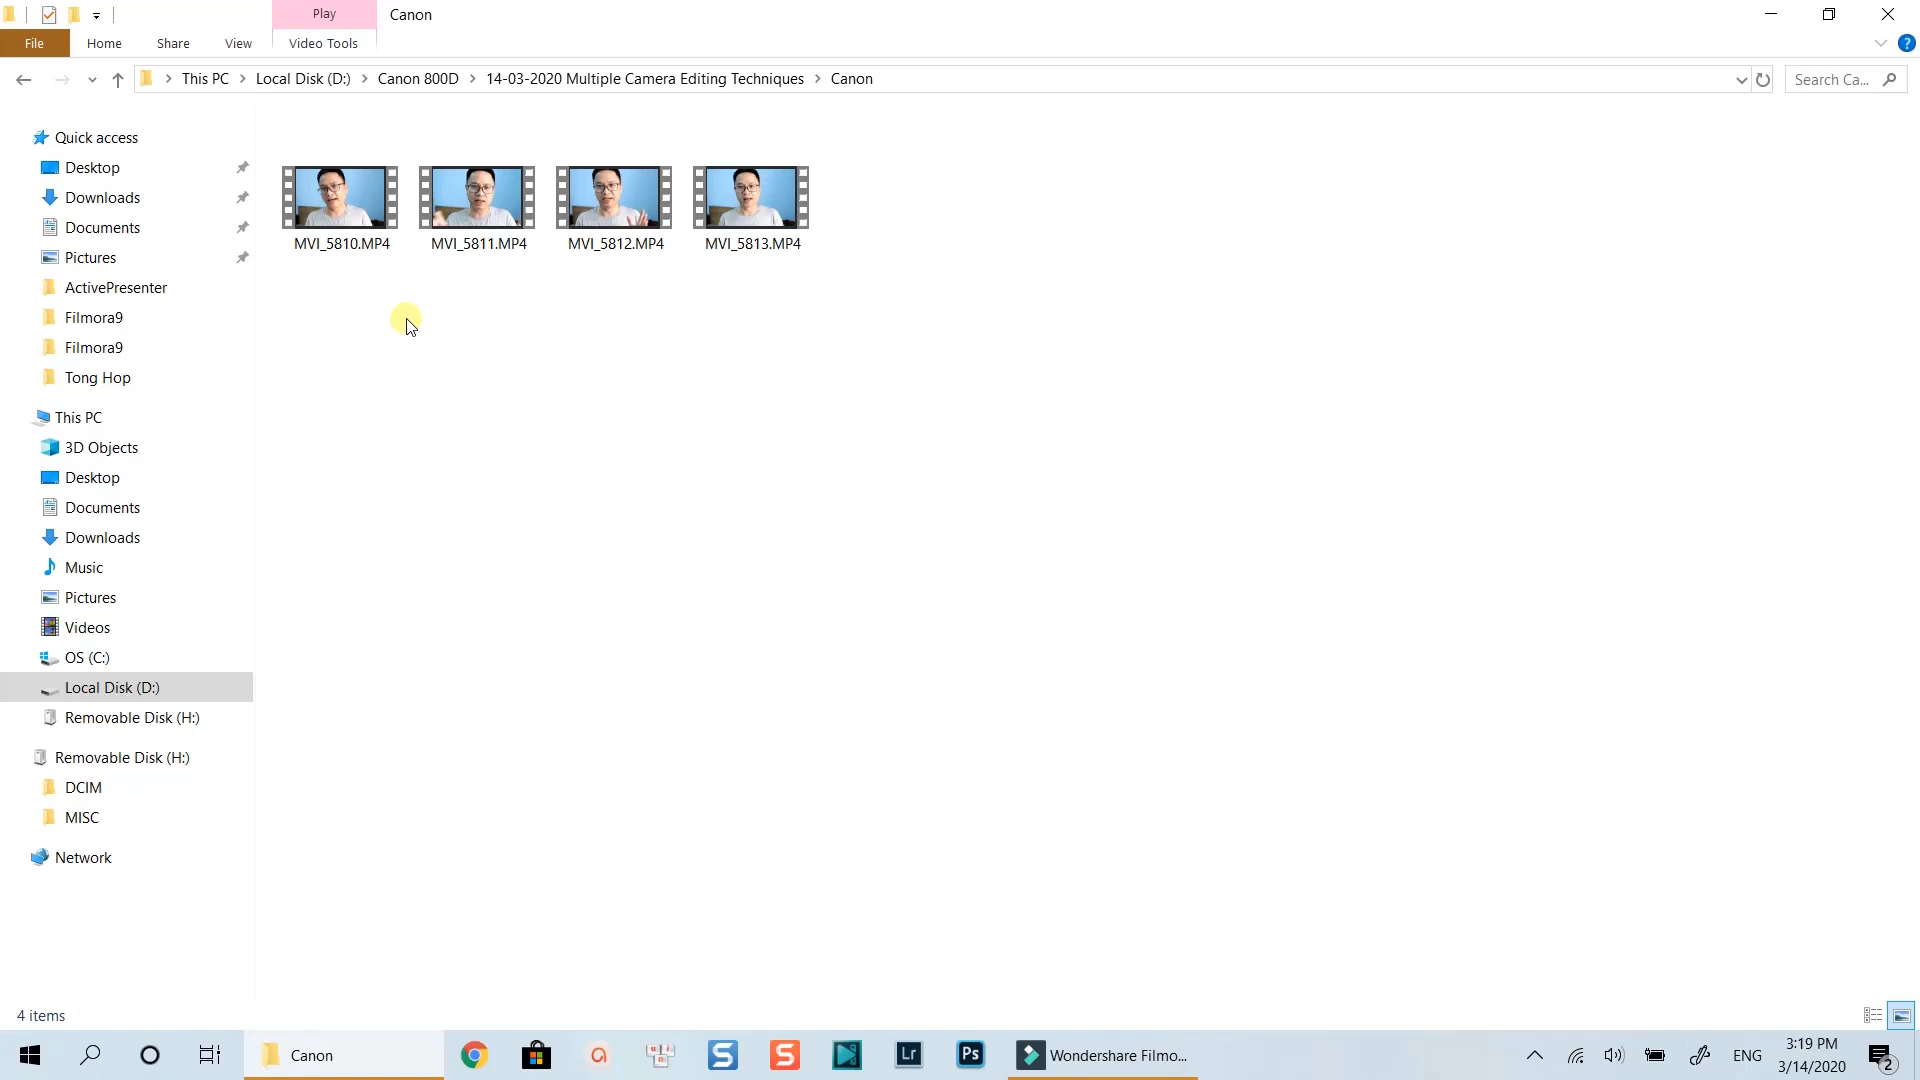 Play
Canon
File
Home
Share
View
Video Tools
This PC
Local Disk (D:)
Canon 800D
14-03-2020 Multiple Camera Editing Techniques
Canon
Search Ca...
Quick access
Desktop
Downloads
Documents
Pictures
ActivePresenter
Filmora9
Filmora9
Tong Hop
This PC
3D Objects
Desktop
Documents
Downloads
Music
Pictures
Videos
OS (C:)
Local Disk (D:)
Removable Disk (H:)
Removable Disk (H:)
DCIM
MISC
Network
MVI_5810.MP4
MVI_5811.MP4
MVI_5812.MP4
MVI_5813.MP4
4 items
Canon
S
S
Lr
Ps
Wondershare Filmo...
ENG
3:19 PM
3/14/2020
2